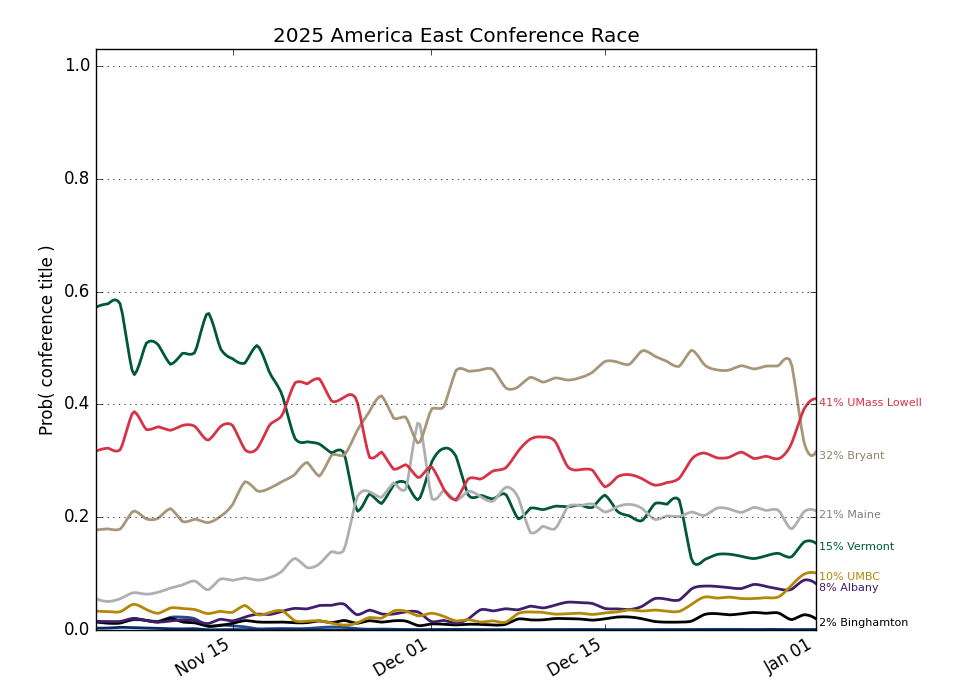 2025 America East Conference Race
Prob( conference title )
1.0
0.8
0.6
0.4
0.2
0.0
Nov 15
Dec 01
Dec 15
Jan 01
41% UMass Lowell
32% Bryant
21% Maine
15% Vermont
10% UMBC
8% Albany
2% Binghamton